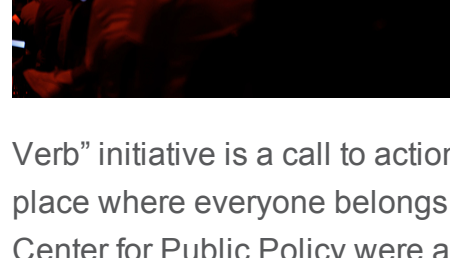 Verb” initiative is a call to action
place where everyone belongs
Center for Public Policy were a